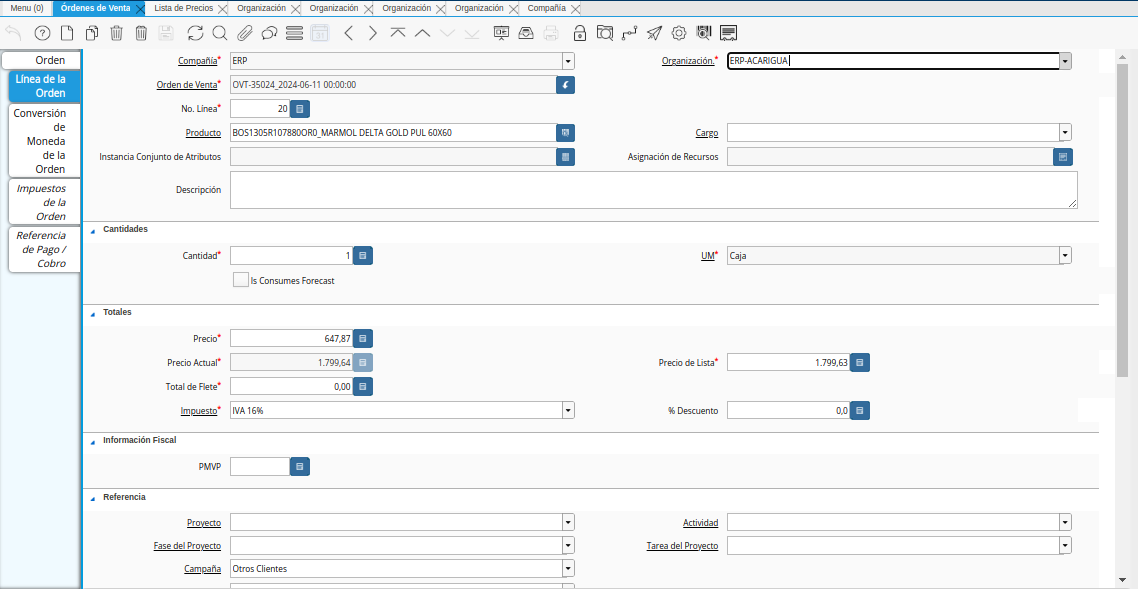 Menu (0) Órdenes de Venta Lista de Precios Organización Organización Organización Organización Compañía
Orden
Línea de la Orden
Conversión de Moneda de la Orden
Impuestos de la Orden
Referencia de Pago / Cobro
Compañía* ERP Organización.* ERP-ACARIGUA
Orden de Venta* OVT-35024_2024-06-11 00:00:00
No. Línea* 20
Producto BOS1305R107880OR0_MARMOL DELTA GOLD PUL 60X60 Cargo
Instancia Conjunto de Atributos Asignación de Recursos
Descripción
Cantidades
Cantidad* 1 UM* Caja
Is Consumes Forecast
Totales
Precio* 647,87
Precio Actual* 1.799,64 Precio de Lista* 1.799,63
Total de Flete* 0,00
Impuesto* IVA 16% % Descuento 0,0
Información Fiscal
PMVP
Referencia
Proyecto Actividad
Fase del Proyecto Tarea del Proyecto
Campaña Otros Clientes